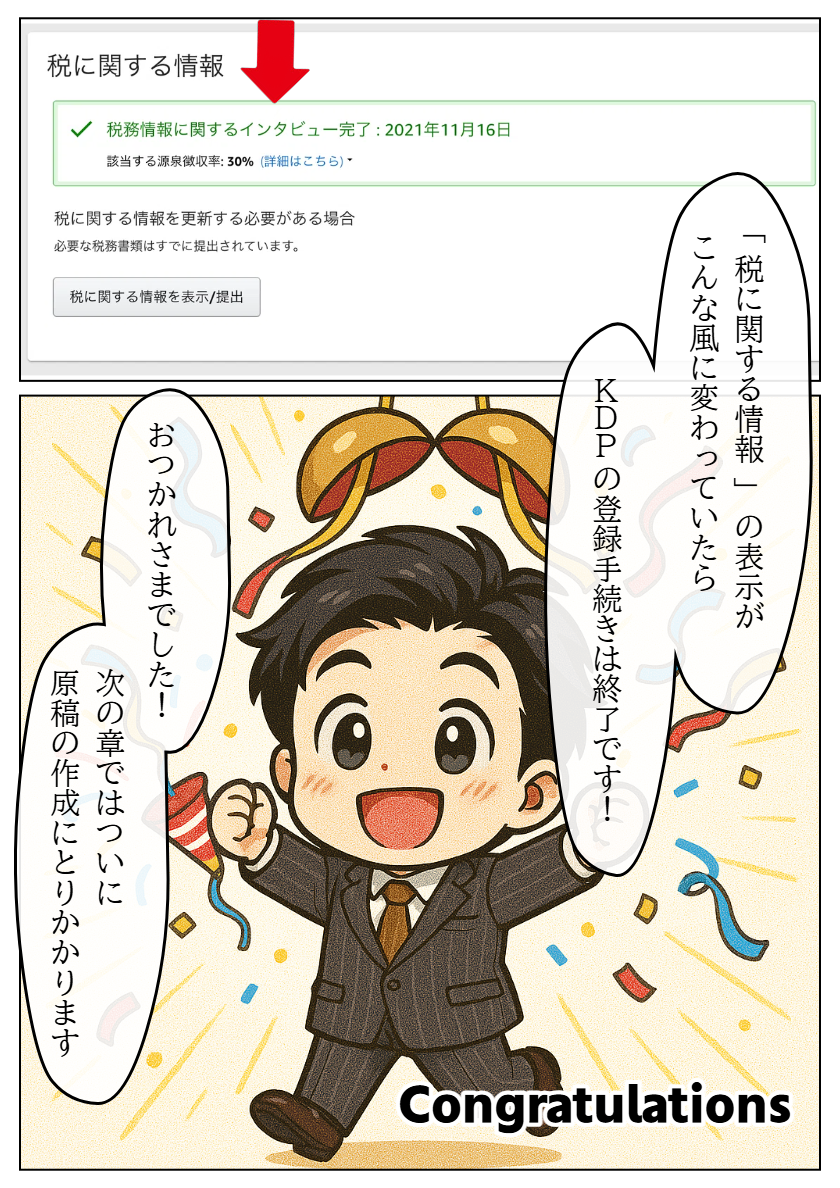 税に関する情報
税務情報に関するインタビュー完了 : 2021年11月16日
該当する源泉徴収率: 30% (詳細はこちら)
税に関する情報を更新する必要がある場合
必要な税務書類はすでに提出されています。
税に関する情報を表示/提出
「税に関する情報」の表示が
こんな風に変わっていたら
KDPの登録手続きは終了です!
おつかれさまでした!
次の章ではついに
原稿の作成にとりかかります
Congratulations